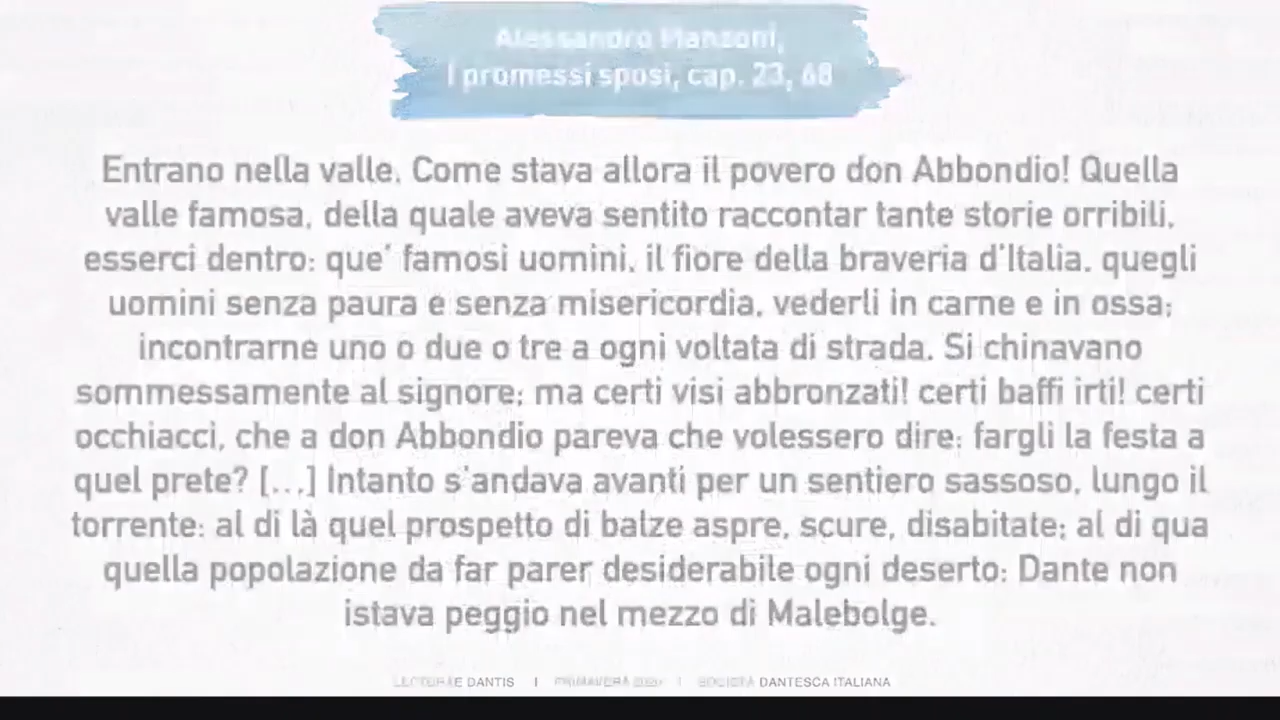 Alessandro Manzoni,
I promessi sposi, cap. 23, 68
Entrano nella valle. Come stava allora il povero don Abbondio! Quella
valle famosa, della quale aveva sentito raccontar tante storie orribili,
esserci dentro: que' famosi uomini, il fiore della braveria d'Italia, quegli
uomini senza paura e senza misericordia, vederli in carne e in ossa;
incontrarne uno o due o tre a ogni voltata di strada. Si chinavano
sommessamente al signore; ma certi visi abbronzati! certi baffi irti! certi
occhiacci, che a don Abbondio pareva che volessero dire: fargli la festa a
quel prete? [...] Intanto s'andava avanti per un sentiero sassoso, lungo il
torrente: al di là quel prospetto di balze aspre, scure, disabitate; al di qua
quella popolazione da far parer desiderabile ogni deserto: Dante non
istava peggio nel mezzo di Malebolge.
LECTURAE DANTIS | PRIMAVERA | SOCIETÀ DANTESCA ITALIANA